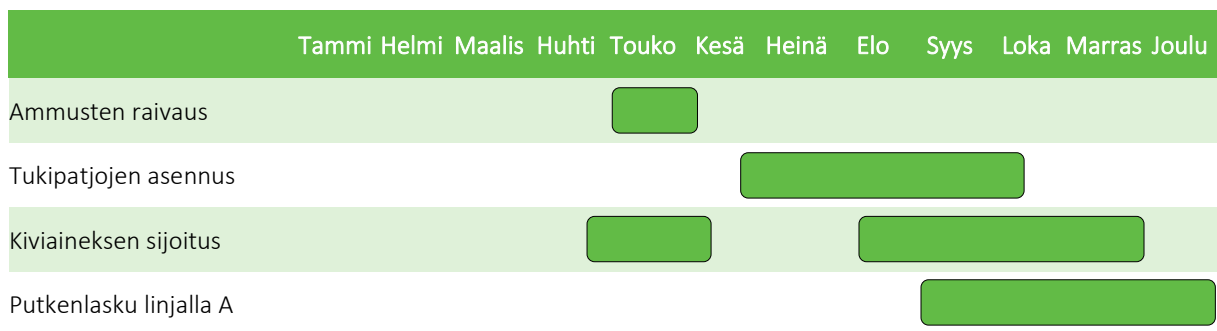 Tammi Helmi Maalis Huhti Touko Kesä Heinä Elo Syys Loka Marras Joulu
Ammusten raivaus
Tukipatjojen asennus
Kiviaineksen sijoitus
Putkenlasku linjalla A